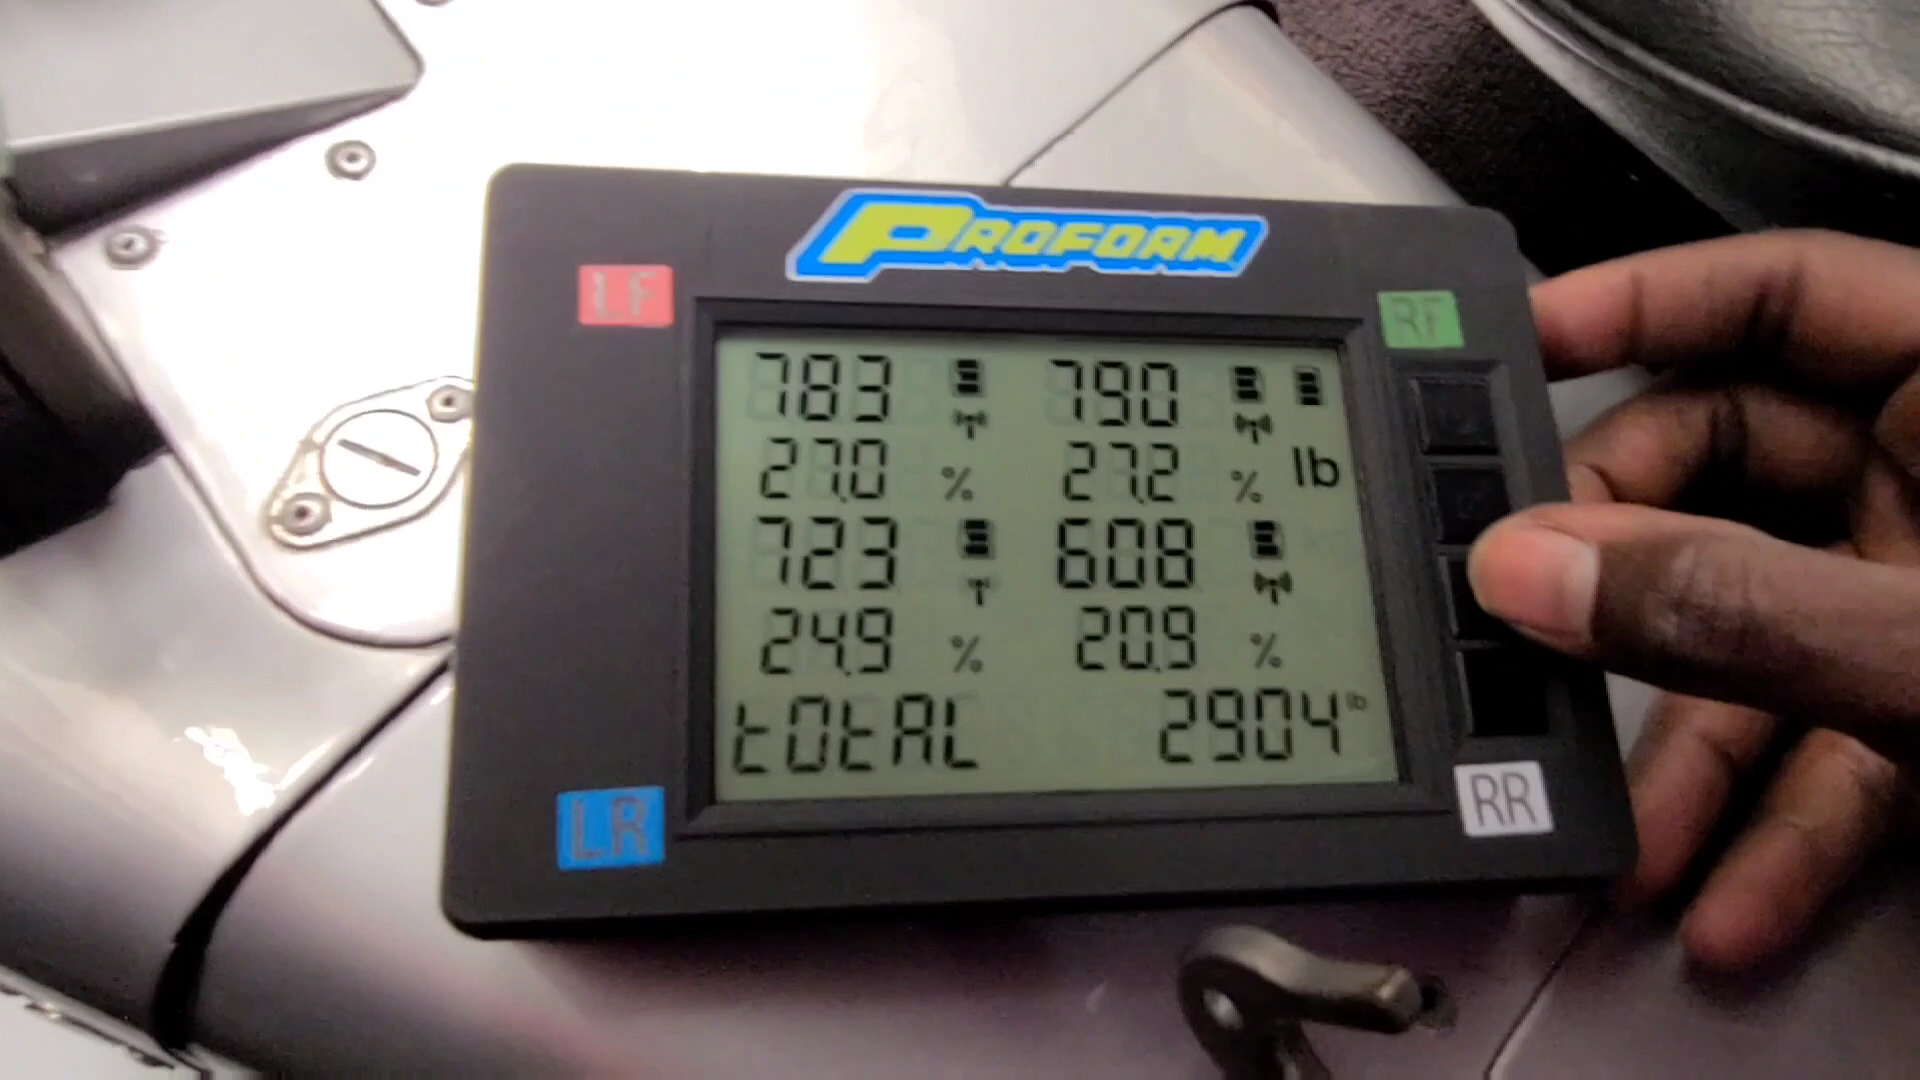 PROFORM
LF RF
783 790
27.0 % 27.2 % lb
723 608
24.9 % 20.9 %
tOtAL 2904 lb
LR RR